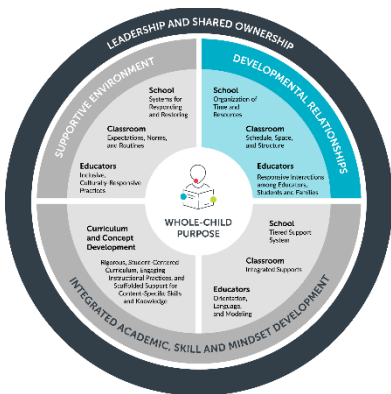 LEADERSHIP AND SHARED OWNERSHIP
SUPPORTIVE ENVIRONMENT
School
Systems for
Responding
and Restoring
Classroom
Expectations, Norms,
and Routines
Educators
Inclusive,
Culturally-Responsive
Practices
DEVELOPMENTAL RELATIONSHIPS
School
Organization of
Time and
Resources
Classroom
Schedule, Space,
and Structure
Educators
Responsive Interactions
among Educators,
Students and Families
WHOLE-CHILD
PURPOSE
Curriculum
and Concept
Development
Rigorous, Student-Centered
Curriculum, Engaging
Instructional Practices, and
Scaffolded Support for
Content-Specific Skills
and Knowledge
School
Tiered Support
System
Classroom
Integrated Supports
Educators
Orientation,
Language,
and Modeling
INTEGRATED ACADEMIC, SKILL AND MINDSET DEVELOPMENT